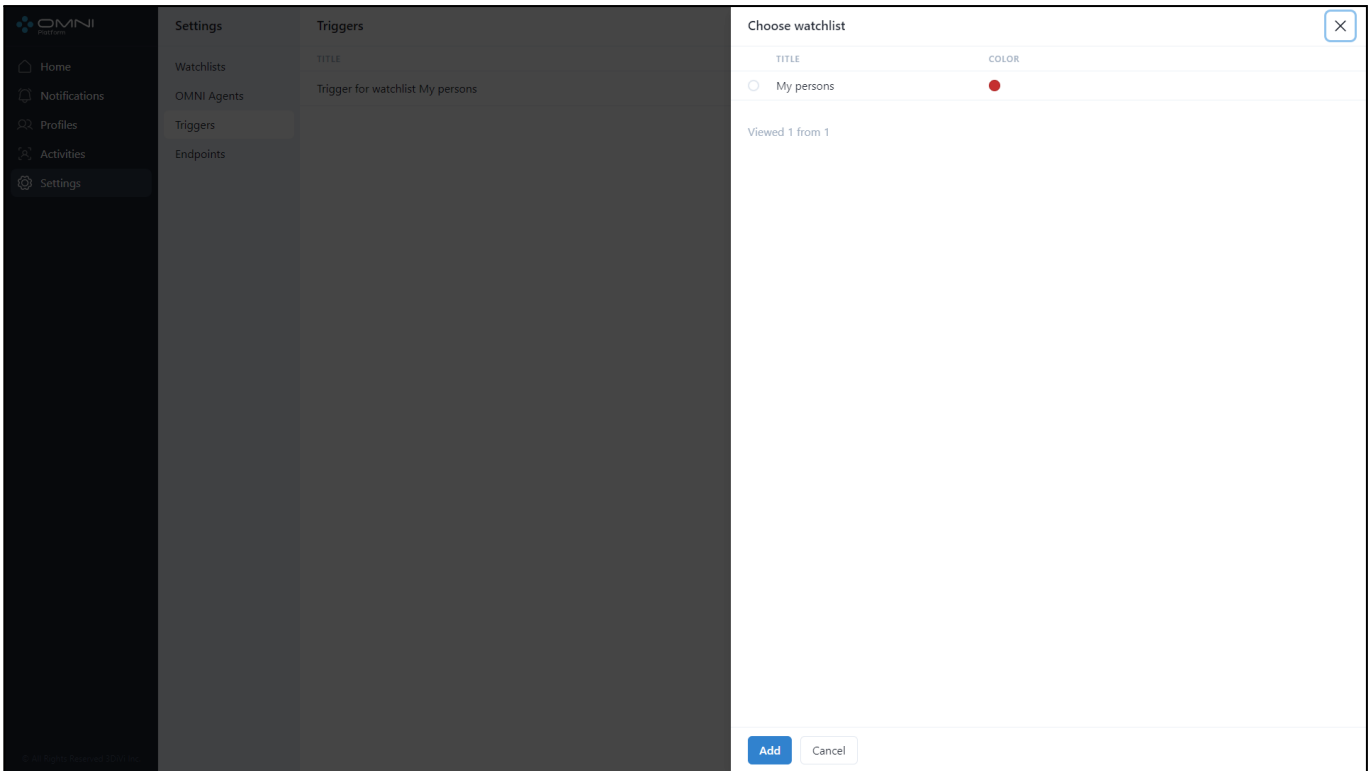 OMNI
Platform
Home
Notifications
Profiles
Activities
Settings
Settings
Watchlists
OMNI Agents
Triggers
Endpoints
Triggers
TITLE
Trigger for watchlist My persons
Choose watchlist
TITLE COLOR
My persons
Viewed 1 from 1
Add Cancel